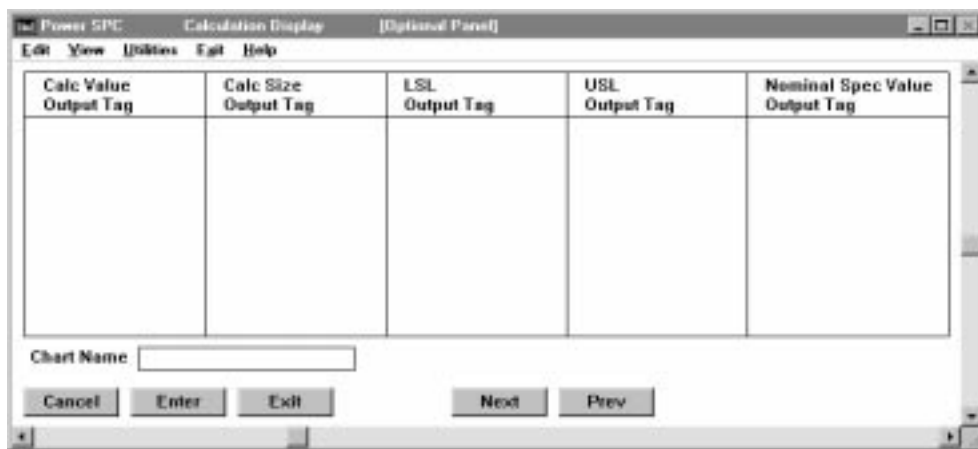 Power SPC Calculation Display [Optional Panel]
Edit View Utilities Exit Help
Calc Value Output Tag
Calc Size Output Tag
LSL Output Tag
USL Output Tag
Nominal Spec Value Output Tag
Chart Name
Cancel Enter Exit Next Prev